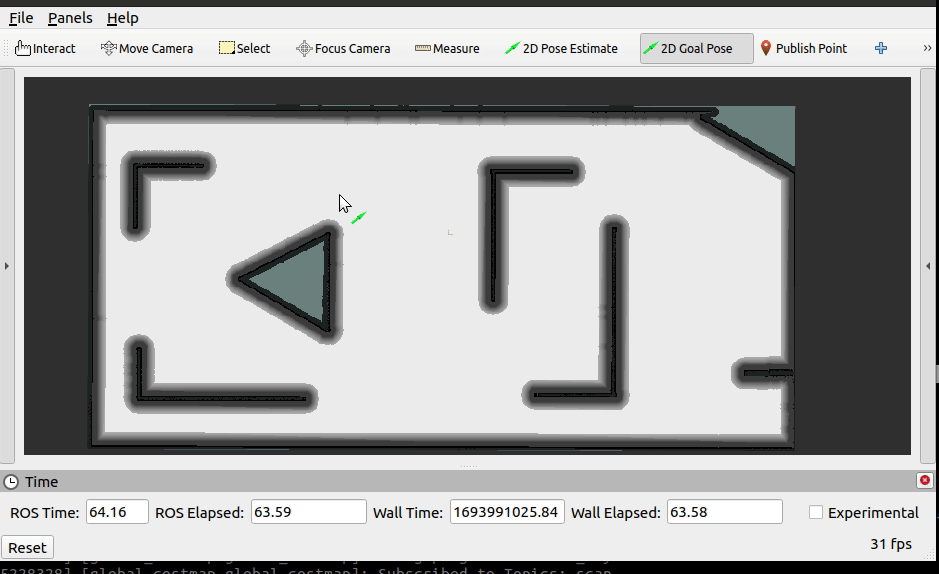 File Panels Help
Interact Move Camera Select Focus Camera Measure 2D Pose Estimate 2D Goal Pose Publish Point »
Time
ROS Time: 64.16 ROS Elapsed: 63.59 Wall Time: 1693991025.84 Wall Elapsed: 63.58 Experimental
Reset 31 fps
5228328] [global_costmap.global_costmap]: Subscribed to Topics: scan